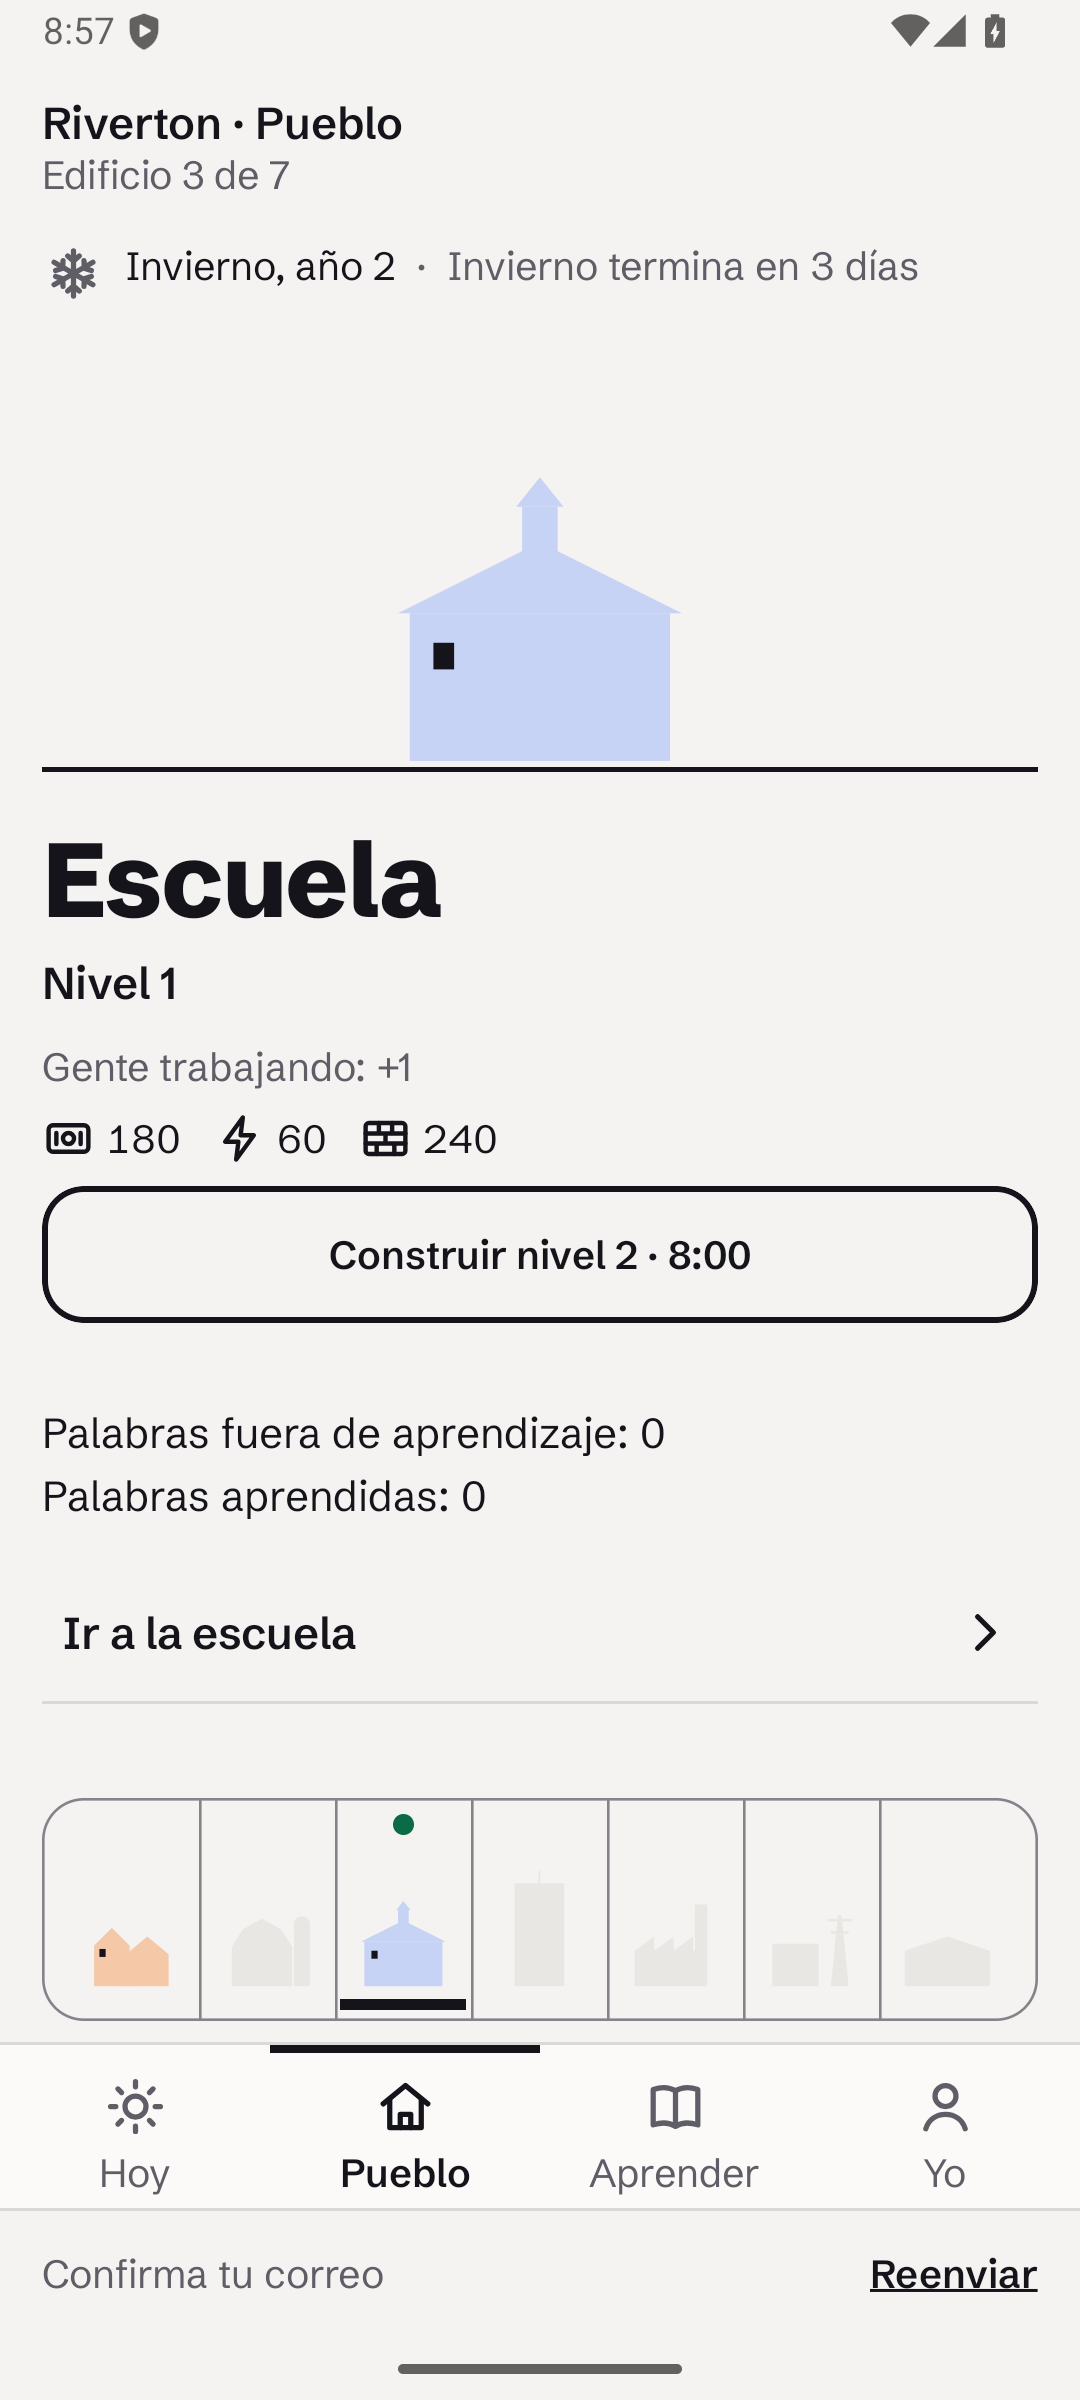 8:57
Riverton · Pueblo
Edificio 3 de 7
Invierno, año 2 · Invierno termina en 3 días
Escuela
Nivel 1
Gente trabajando: +1
180 60 240
Construir nivel 2 · 8:00
Palabras fuera de aprendizaje: 0
Palabras aprendidas: 0
Ir a la escuela
Hoy Pueblo Aprender Yo
Confirma tu correo Reenviar